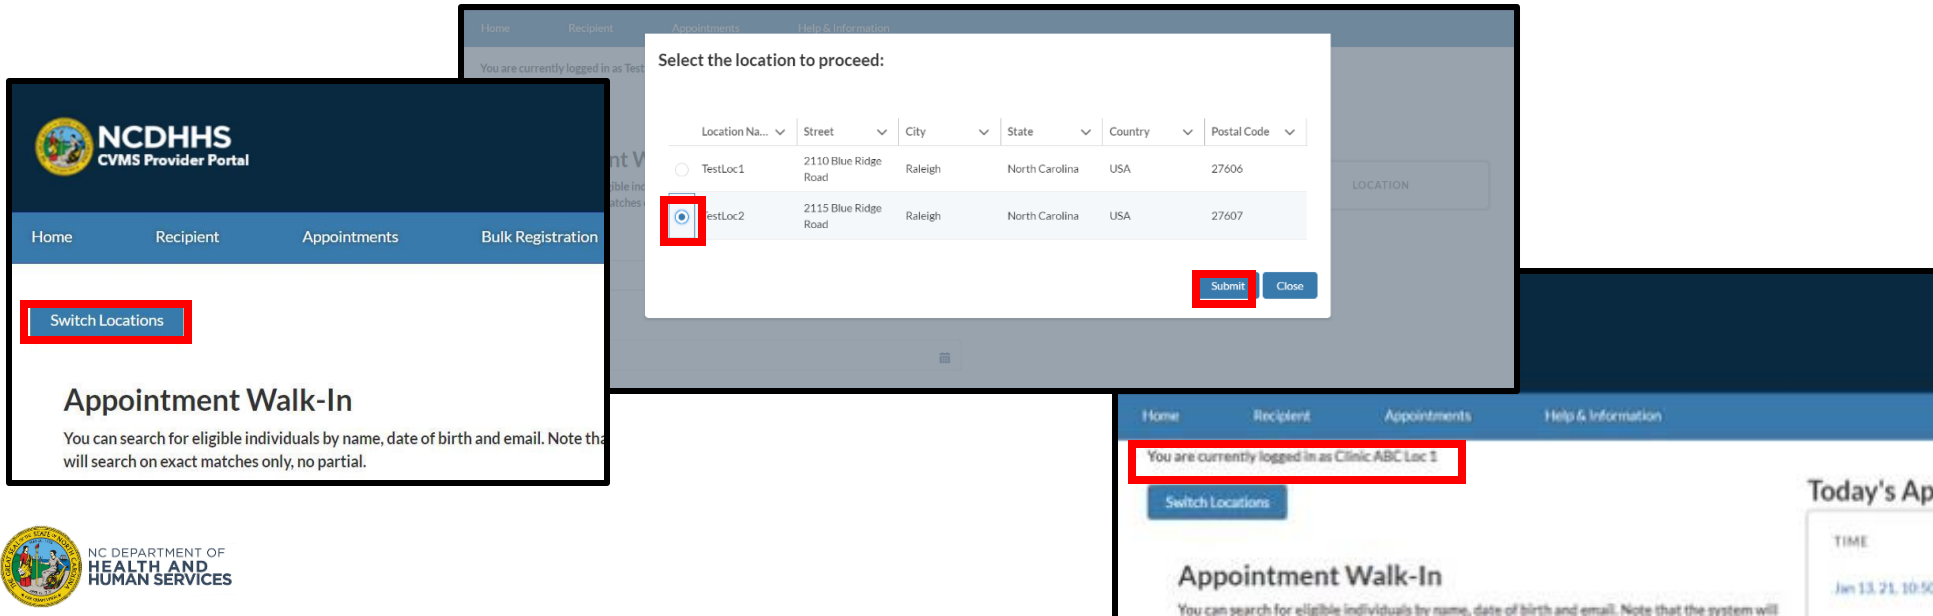 Home Recipient Appointments Help & Information
You are currently logged in as Test
Select the location to proceed:
Location Na... Street City State Country Postal Code
TestLoc1 2110 Blue Ridge Road Raleigh North Carolina USA 27606
TestLoc2 2115 Blue Ridge Road Raleigh North Carolina USA 27607
Submit Close
LOCATION
NCDHHS
CVMS Provider Portal
Home Recipient Appointments Bulk Registration
Switch Locations
Appointment Walk-In
You can search for eligible individuals by name, date of birth and email. Note tha
will search on exact matches only, no partial.
Home Recipient Appointments Help & Information
You are currently logged in as Clinic ABC Loc 1
Switch Locations
Today's Ap
TIME
Jan 13, 21, 10:50
Appointment Walk-In
You can search for eligible individuals by name, date of birth and email. Note that the system will
NC DEPARTMENT OF
HEALTH AND
HUMAN SERVICES